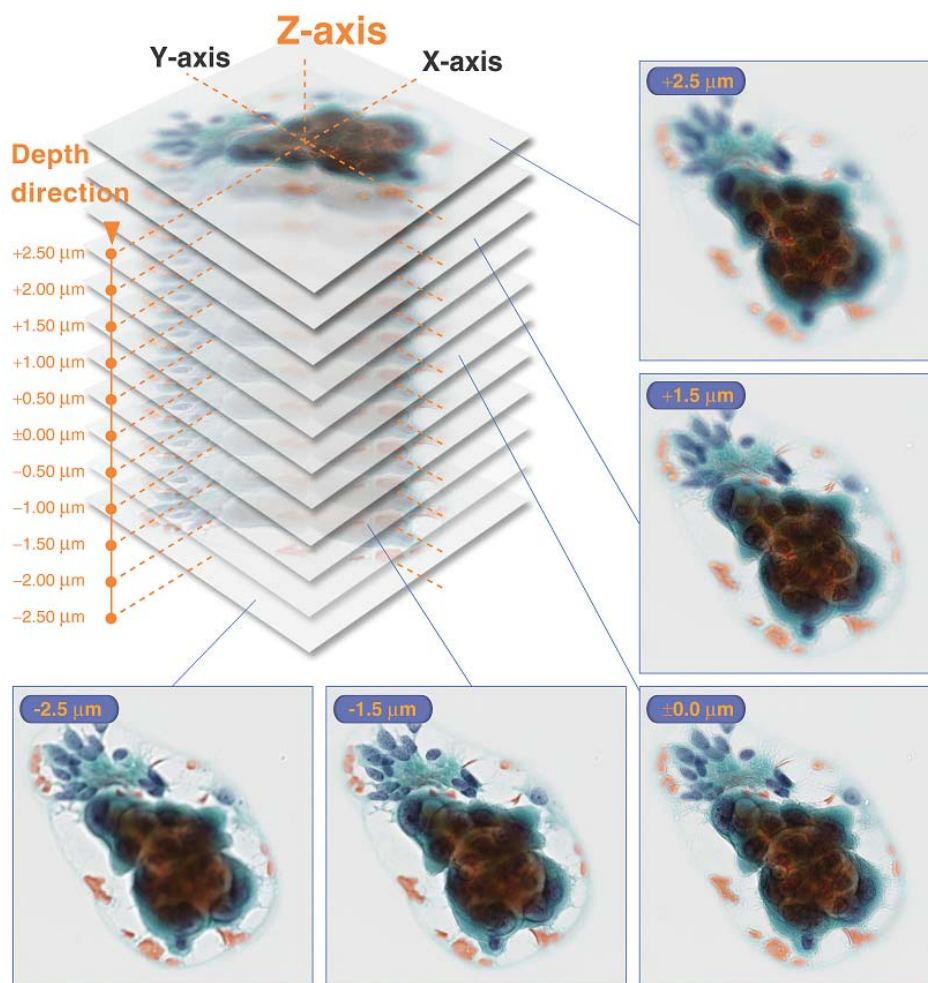 Z-axis
Y-axis
X-axis
Depth
direction
+2.50 μm
+2.00 μm
+1.50 μm
+1.00 μm
+0.50 μm
±0.00 μm
−0.50 μm
−1.00 μm
−1.50 μm
−2.00 μm
−2.50 μm
+2.5 μm
+1.5 μm
-2.5 μm
-1.5 μm
±0.0 μm